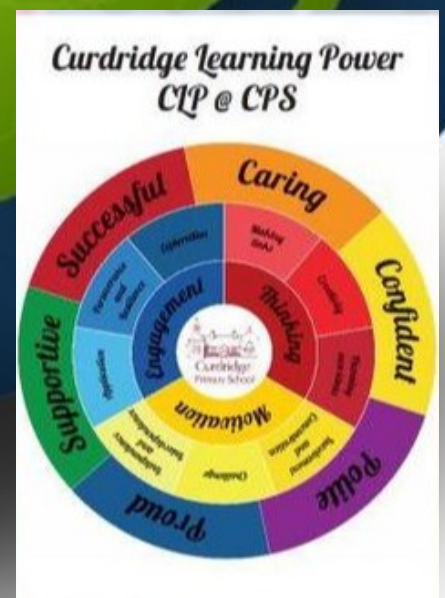 Curdridge Learning Power
CLP @ CPS
Successful
Caring
Confident
Polite
Proud
Supportive
Engagement
Thinking
Motivation
Exploration
Making
links
Creativity
Involvement
and
Concentration
Challenge
Independence
and
Interdependence
Perseverance
and
Resilience
Curdridge
Primary School